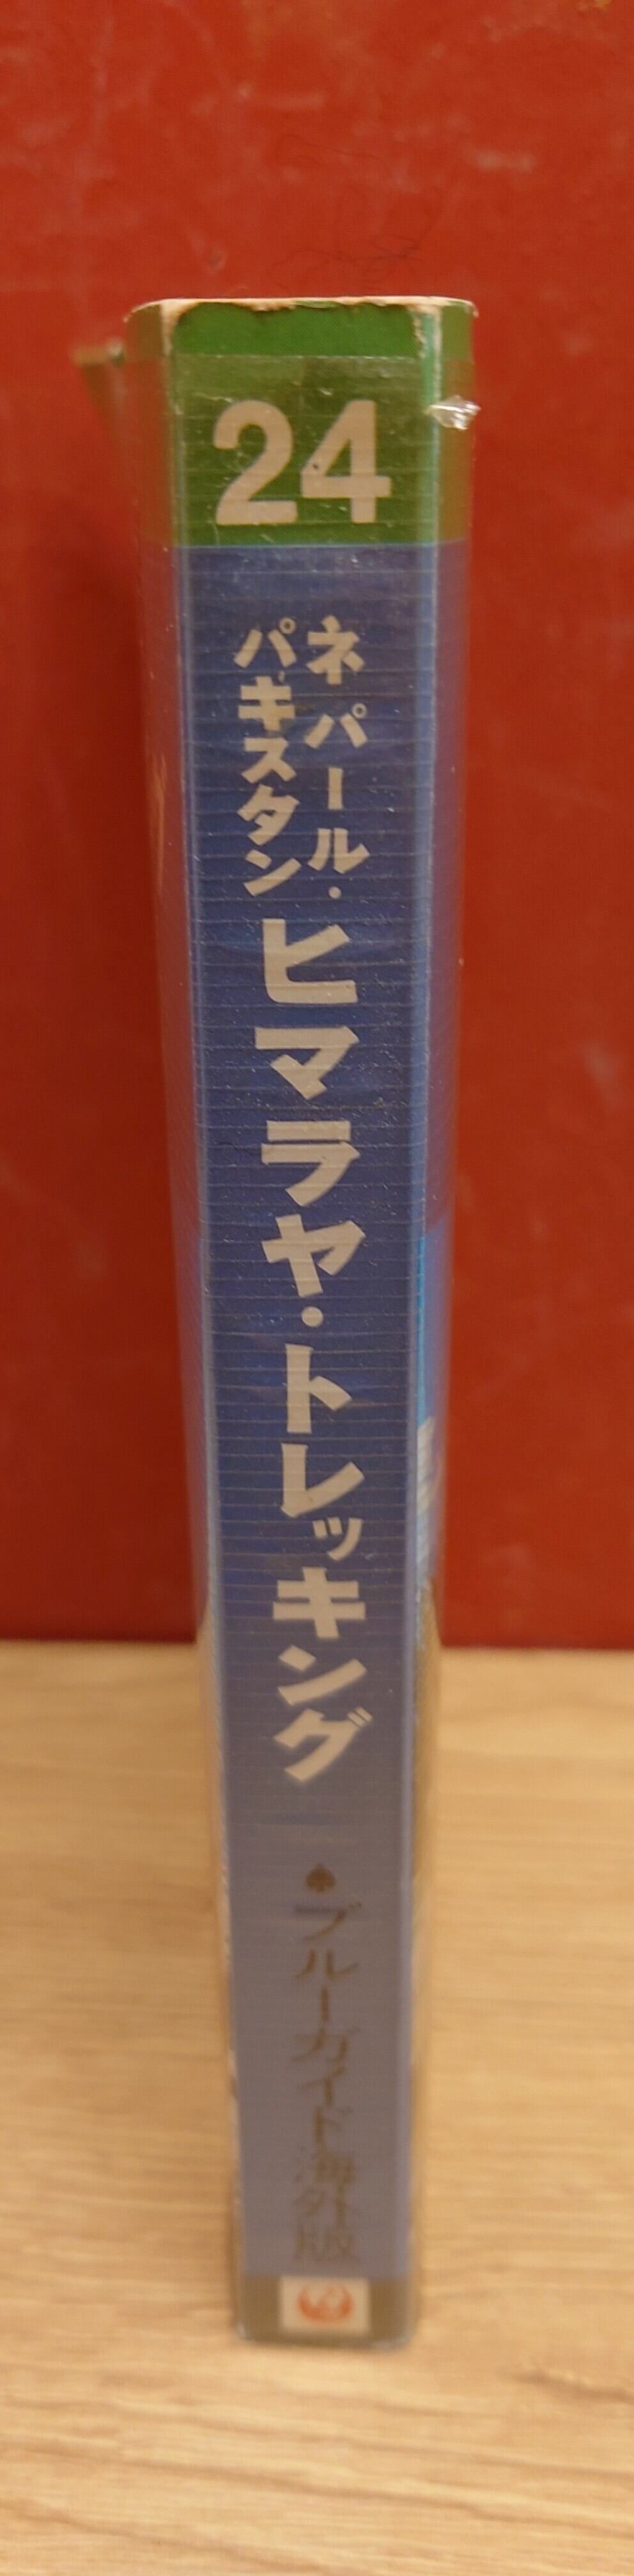 24
ネパール・
パキスタン
ヒマラヤ・トレッキング
ブルーガイド海外版